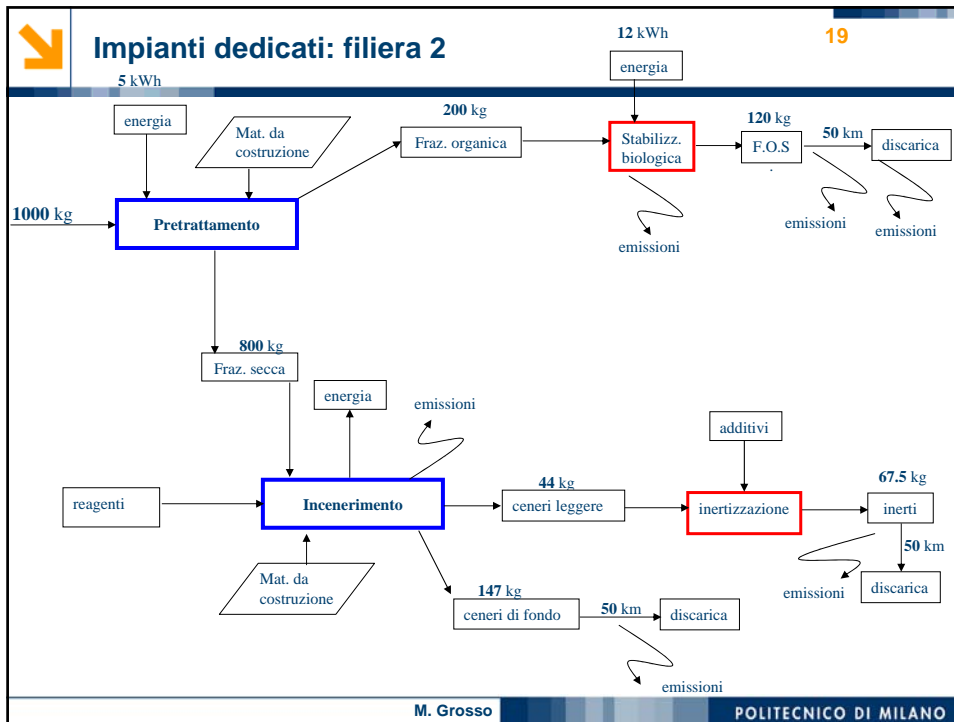 Impianti dedicati: filiera 2
19
5 kWh
energia
Mat. da
costruzione
1000 kg
Pretrattamento
200 kg
Fraz. organica
12 kWh
energia
Stabilizz.
biologica
emissioni
120 kg
F.O.S
.
50 km
discarica
emissioni
emissioni
800 kg
Fraz. secca
energia
emissioni
reagenti
Incenerimento
Mat. da
costruzione
44 kg
ceneri leggere
additivi
inertizzazione
67.5 kg
inerti
50 km
emissioni
discarica
147 kg
ceneri di fondo
50 km
discarica
emissioni
M. Grosso
POLITECNICO DI MILANO